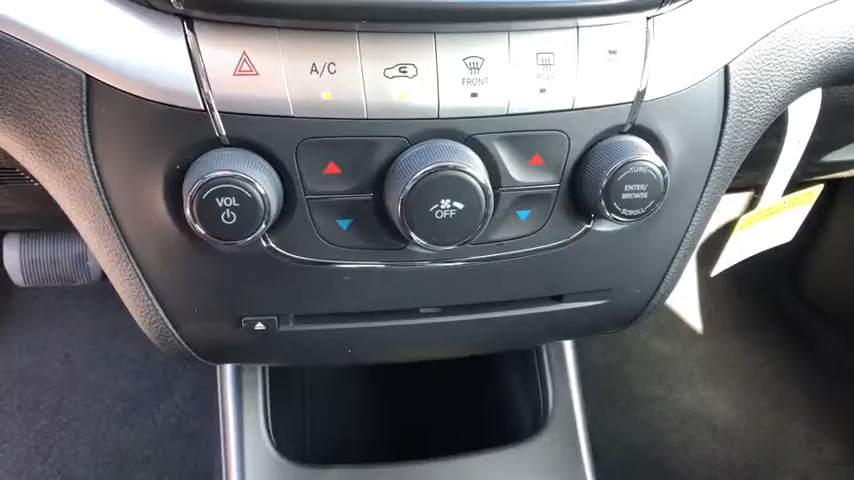 A/C
FRONT
REAR
VOL
OFF
TUNE
ENTER/
BROWSE
SCROLL